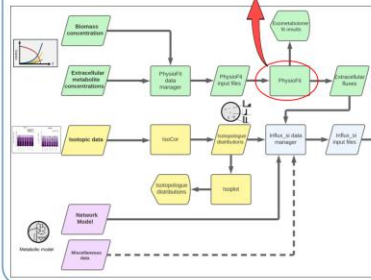 Biomass
concentration
Exometabolome
fit results
Extracellular
metabolite
concentrations
PhysioFit
data
manager
PhysioFit
input files
PhysioFit
Extracellular
fluxes
Isotopic data
IsoCor
Isotopologue
distributions
Influx_si data
manager
Influx_si
input files
Isotopologue
distributions
Isoplot
Network
Model
Metabolic model
Miscellaneous
data